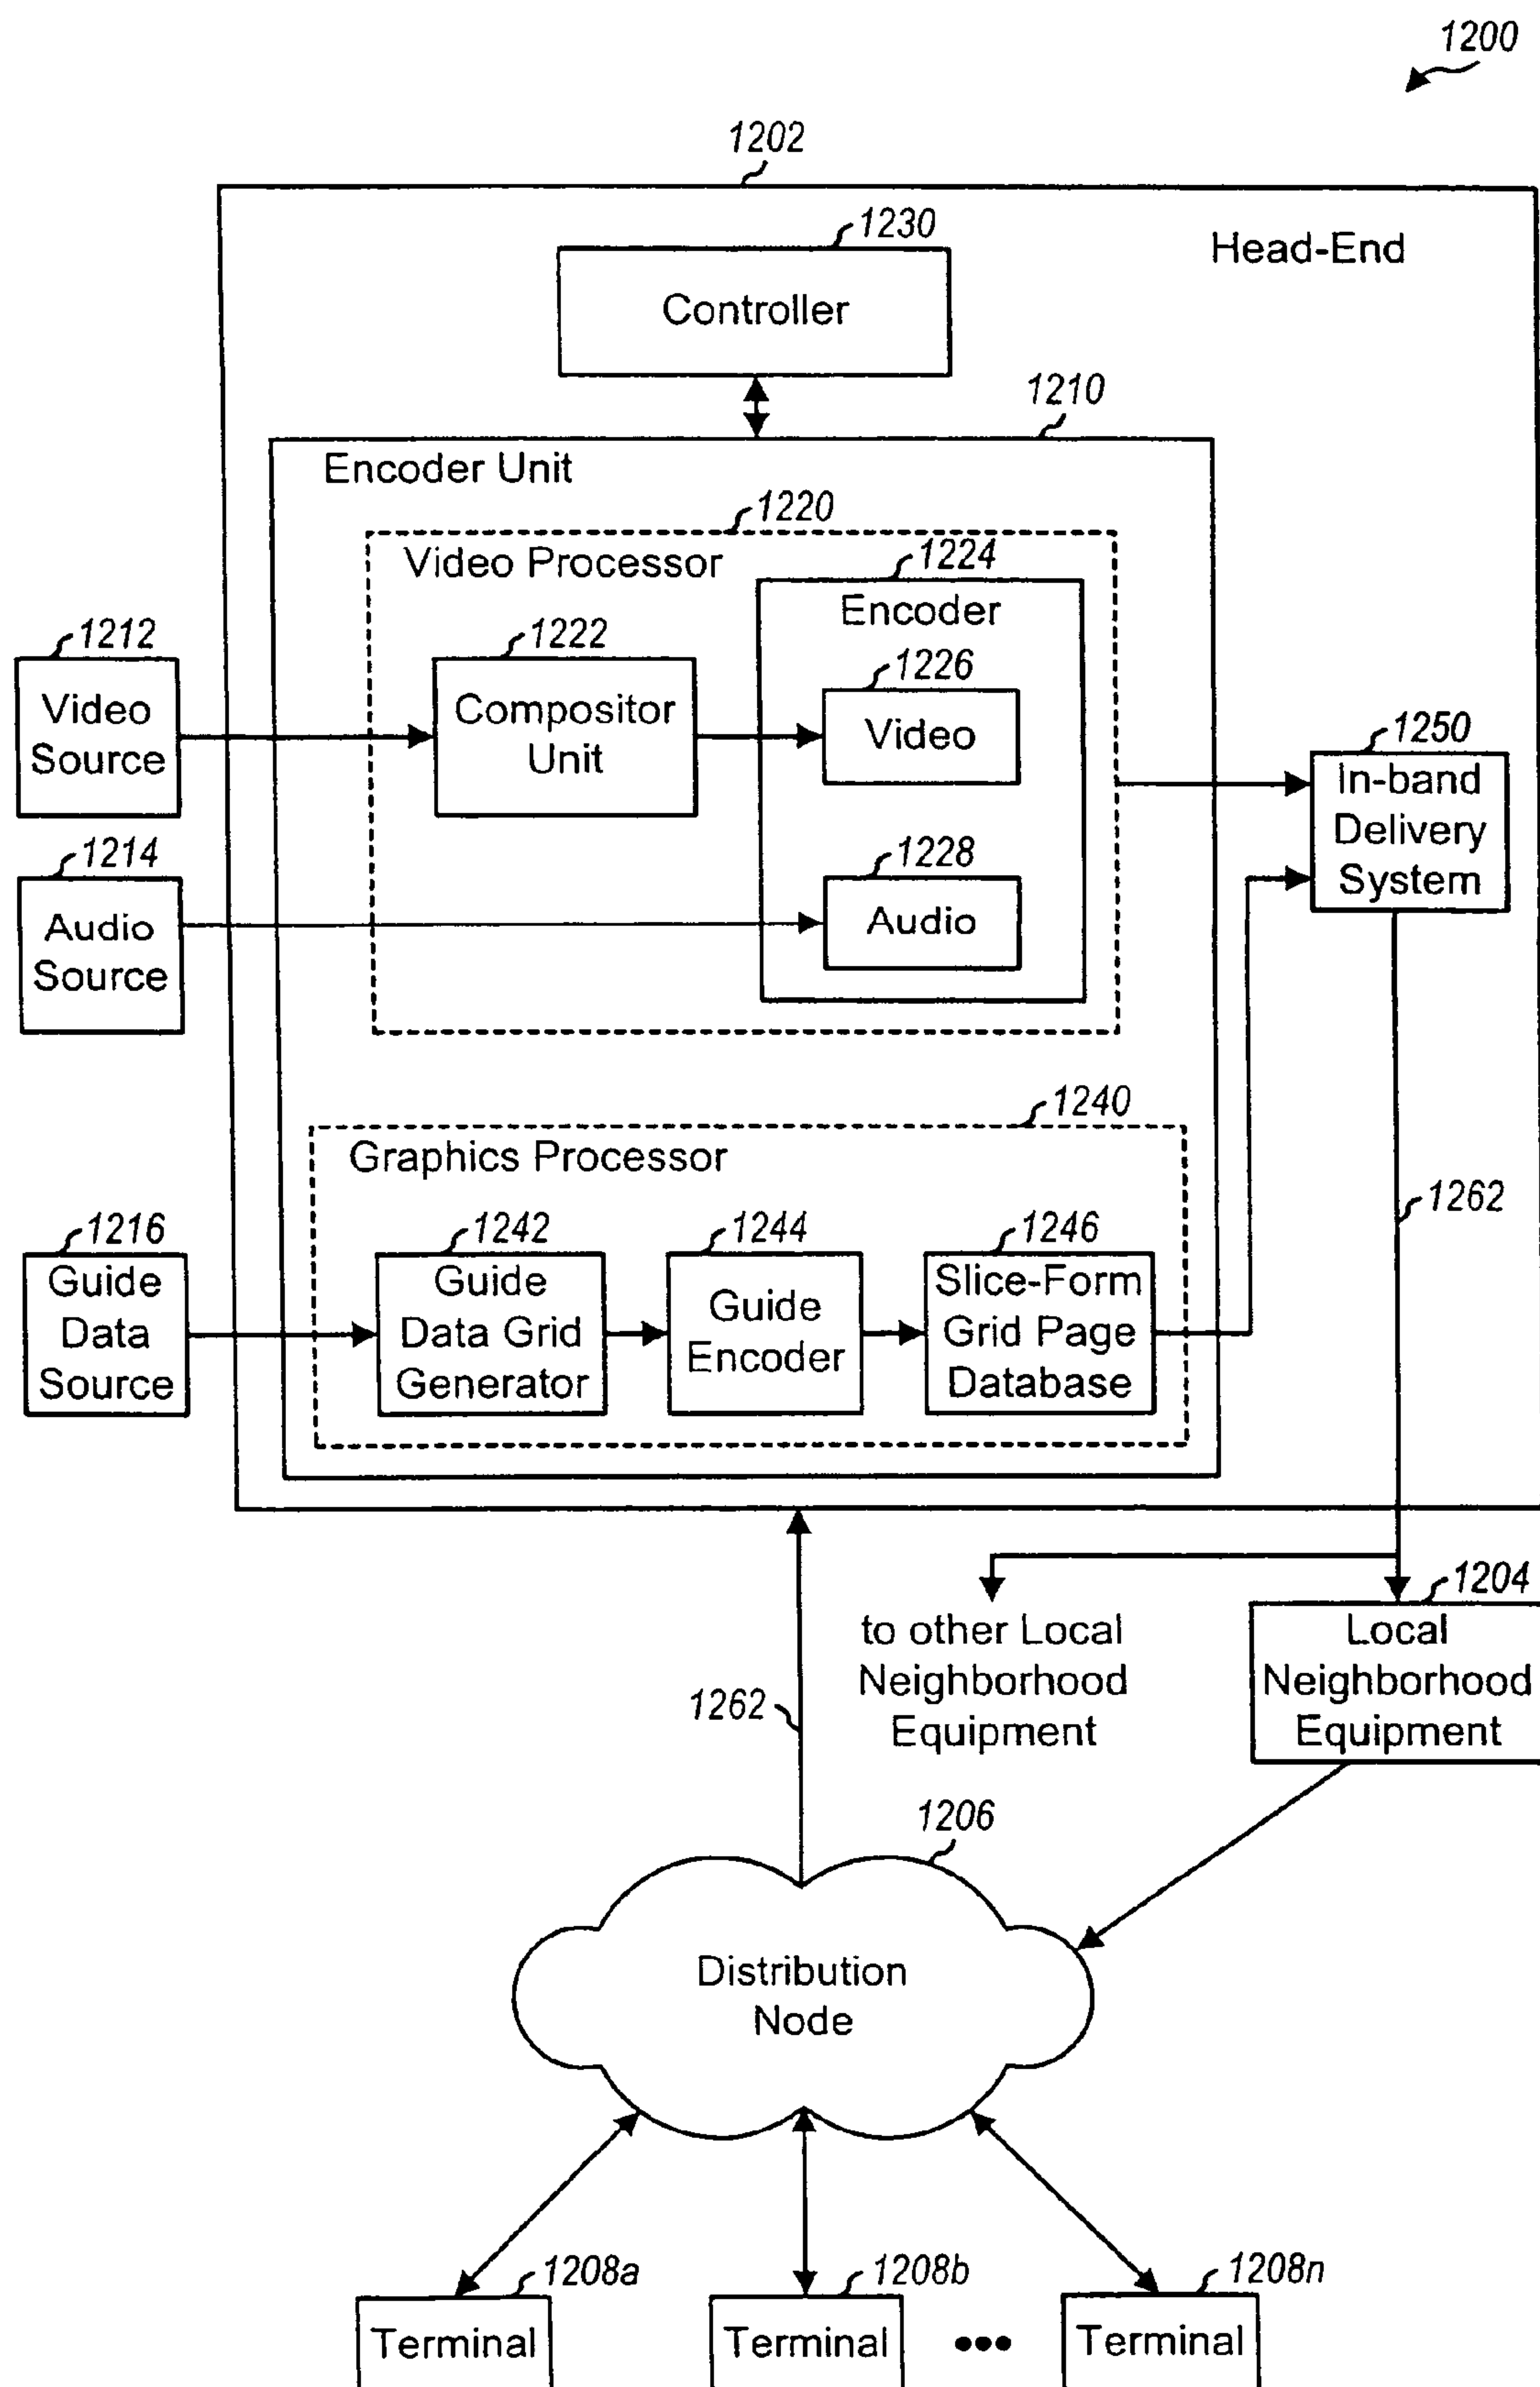 1200
1202
Head-End
1230
Controller
1210
Encoder Unit
1220
Video Processor
1224
Encoder
1212
Video
Source
1222
Compositor
Unit
1226
Video
1250
In-band
Delivery
System
1214
Audio
Source
1228
Audio
1240
Graphics Processor
1262
1216
Guide
Data
Source
1242
Guide
Data Grid
Generator
1244
Guide
Encoder
1246
Slice-Form
Grid Page
Database
1204
to other Local
Neighborhood
Equipment
Local
Neighborhood
Equipment
1262
1206
Distribution
Node
1208a
Terminal
1208b
Terminal
1208n
Terminal